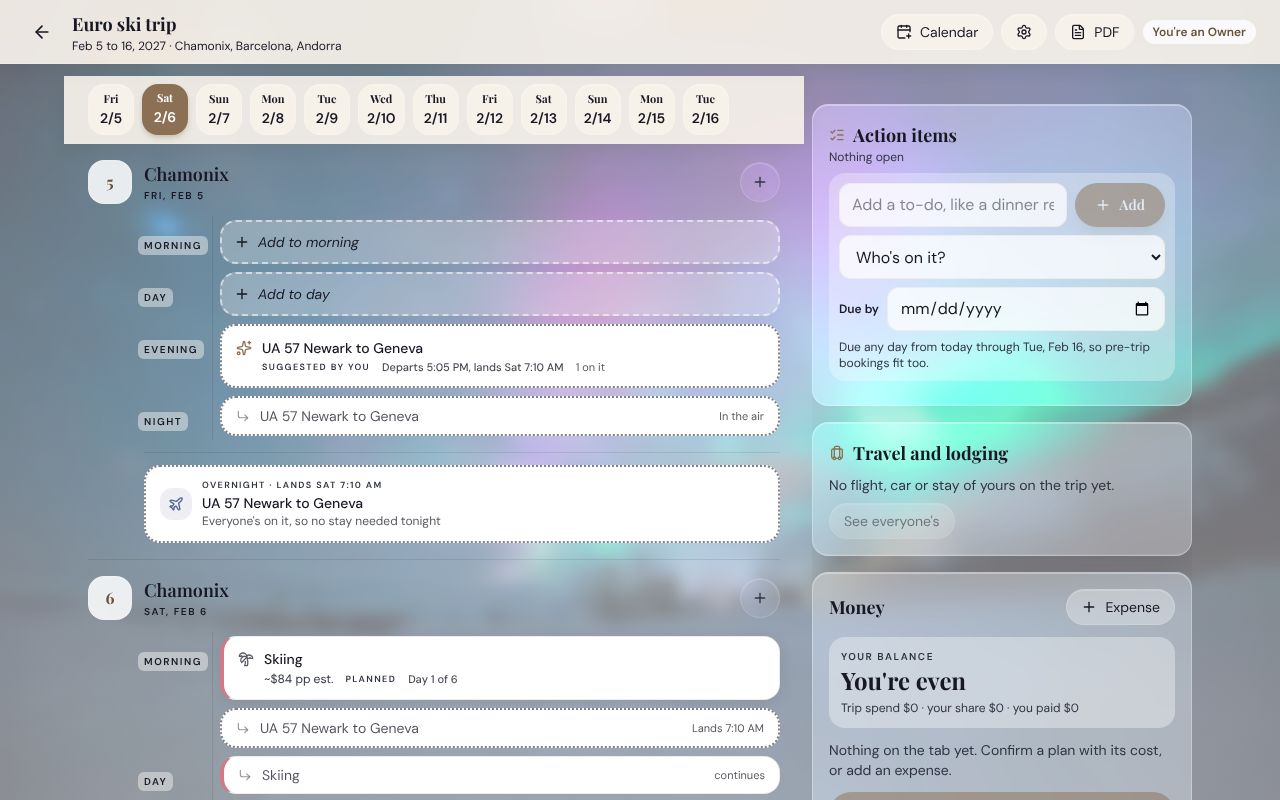 Euro ski trip
Feb 5 to 16, 2027 · Chamonix, Barcelona, Andorra
Calendar
PDF
You're an Owner
Fri 2/5
Sat 2/6
Sun 2/7
Mon 2/8
Tue 2/9
Wed 2/10
Thu 2/11
Fri 2/12
Sat 2/13
Sun 2/14
Mon 2/15
Tue 2/16
5
Chamonix
FRI, FEB 5
MORNING
Add to morning
DAY
Add to day
EVENING
UA 57 Newark to Geneva
SUGGESTED BY YOU Departs 5:05 PM, lands Sat 7:10 AM 1 on it
NIGHT
UA 57 Newark to Geneva In the air
OVERNIGHT · LANDS SAT 7:10 AM
UA 57 Newark to Geneva
Everyone's on it, so no stay needed tonight
6
Chamonix
SAT, FEB 6
MORNING
Skiing
~$84 pp est. PLANNED Day 1 of 6
UA 57 Newark to Geneva Lands 7:10 AM
DAY
Skiing continues
Action items
Nothing open
Add a to-do, like a dinner re
Add
Who's on it?
Due by mm/dd/yyyy
Due any day from today through Tue, Feb 16, so pre-trip
bookings fit too.
Travel and lodging
No flight, car or stay of yours on the trip yet.
See everyone's
Money
Expense
YOUR BALANCE
You're even
Trip spend $0 · your share $0 · you paid $0
Nothing on the tab yet. Confirm a plan with its cost,
or add an expense.